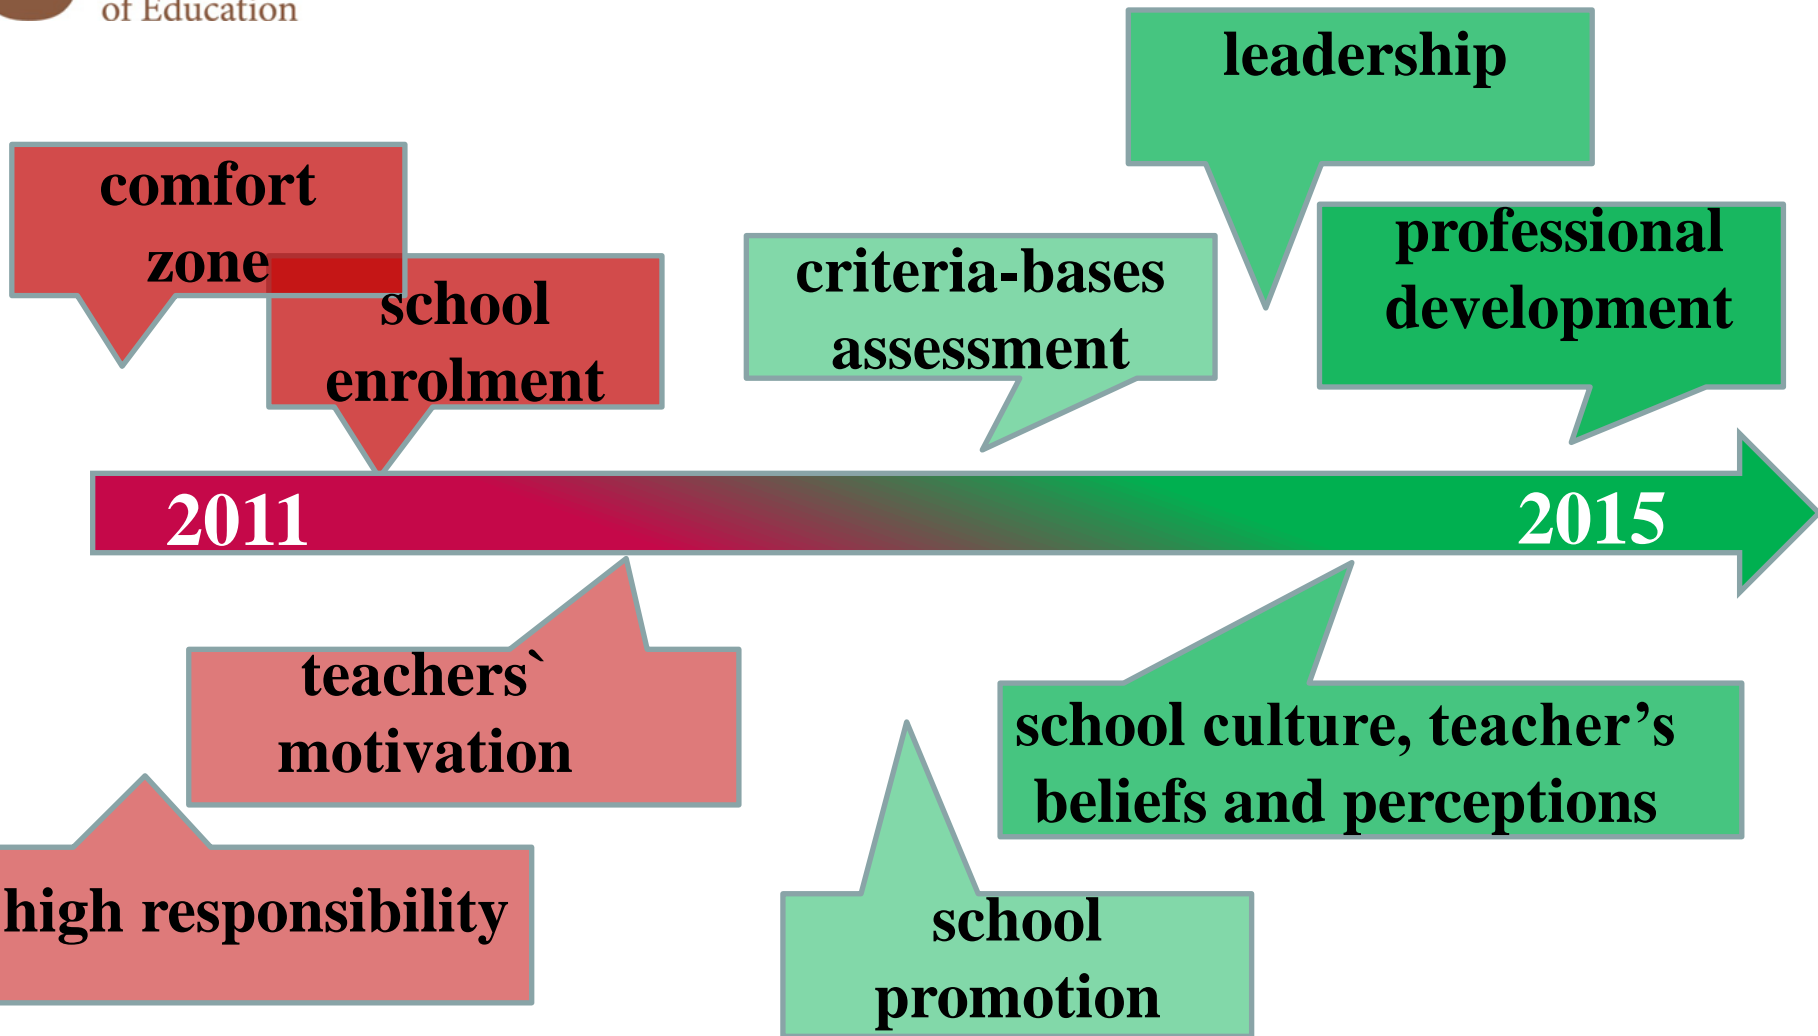 of Education
leadership
comfort
zone
school
enrolment
criteria-bases
assessment
professional
development
2011
2015
teachers`
motivation
school culture, teacher’s
beliefs and perceptions
high responsibility
school
promotion